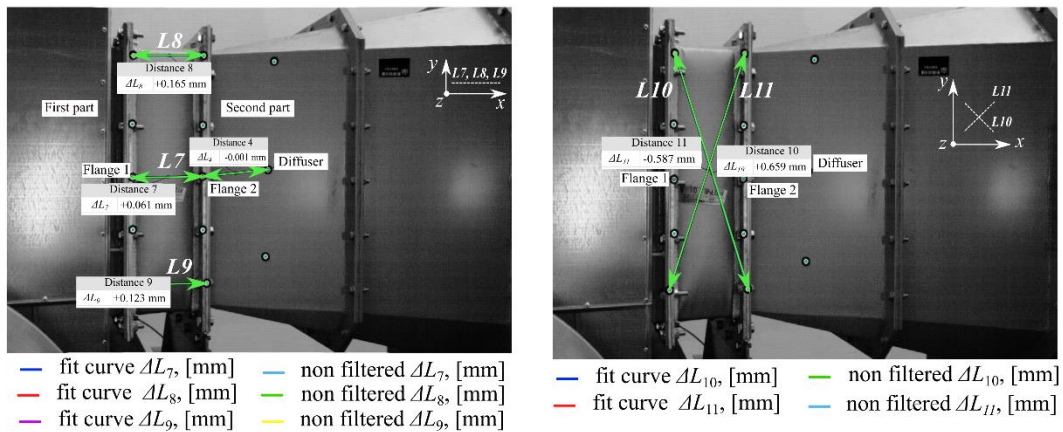 L8
Distance 8
ΔL8 +0.165 mm
First part
Second part
y
L7, L8, L9
z
x
Distance 4
ΔL4 -0.001 mm
L7
Flange 1
Flange 2
Diffuser
Distance 7
ΔL7 +0.061 mm
L9
Distance 9
ΔL9 +0.123 mm
fit curve ΔL7, [mm]
non filtered ΔL7, [mm]
fit curve ΔL8, [mm]
non filtered ΔL8, [mm]
fit curve ΔL9, [mm]
non filtered ΔL9, [mm]
L10
L11
y
L11
L10
z
x
Distance 11
ΔL11 -0.587 mm
Distance 10
ΔL10 +0.659 mm
Diffuser
Flange 1
Flange 2
fit curve ΔL10, [mm]
non filtered ΔL10, [mm]
fit curve ΔL11, [mm]
non filtered ΔL11, [mm]